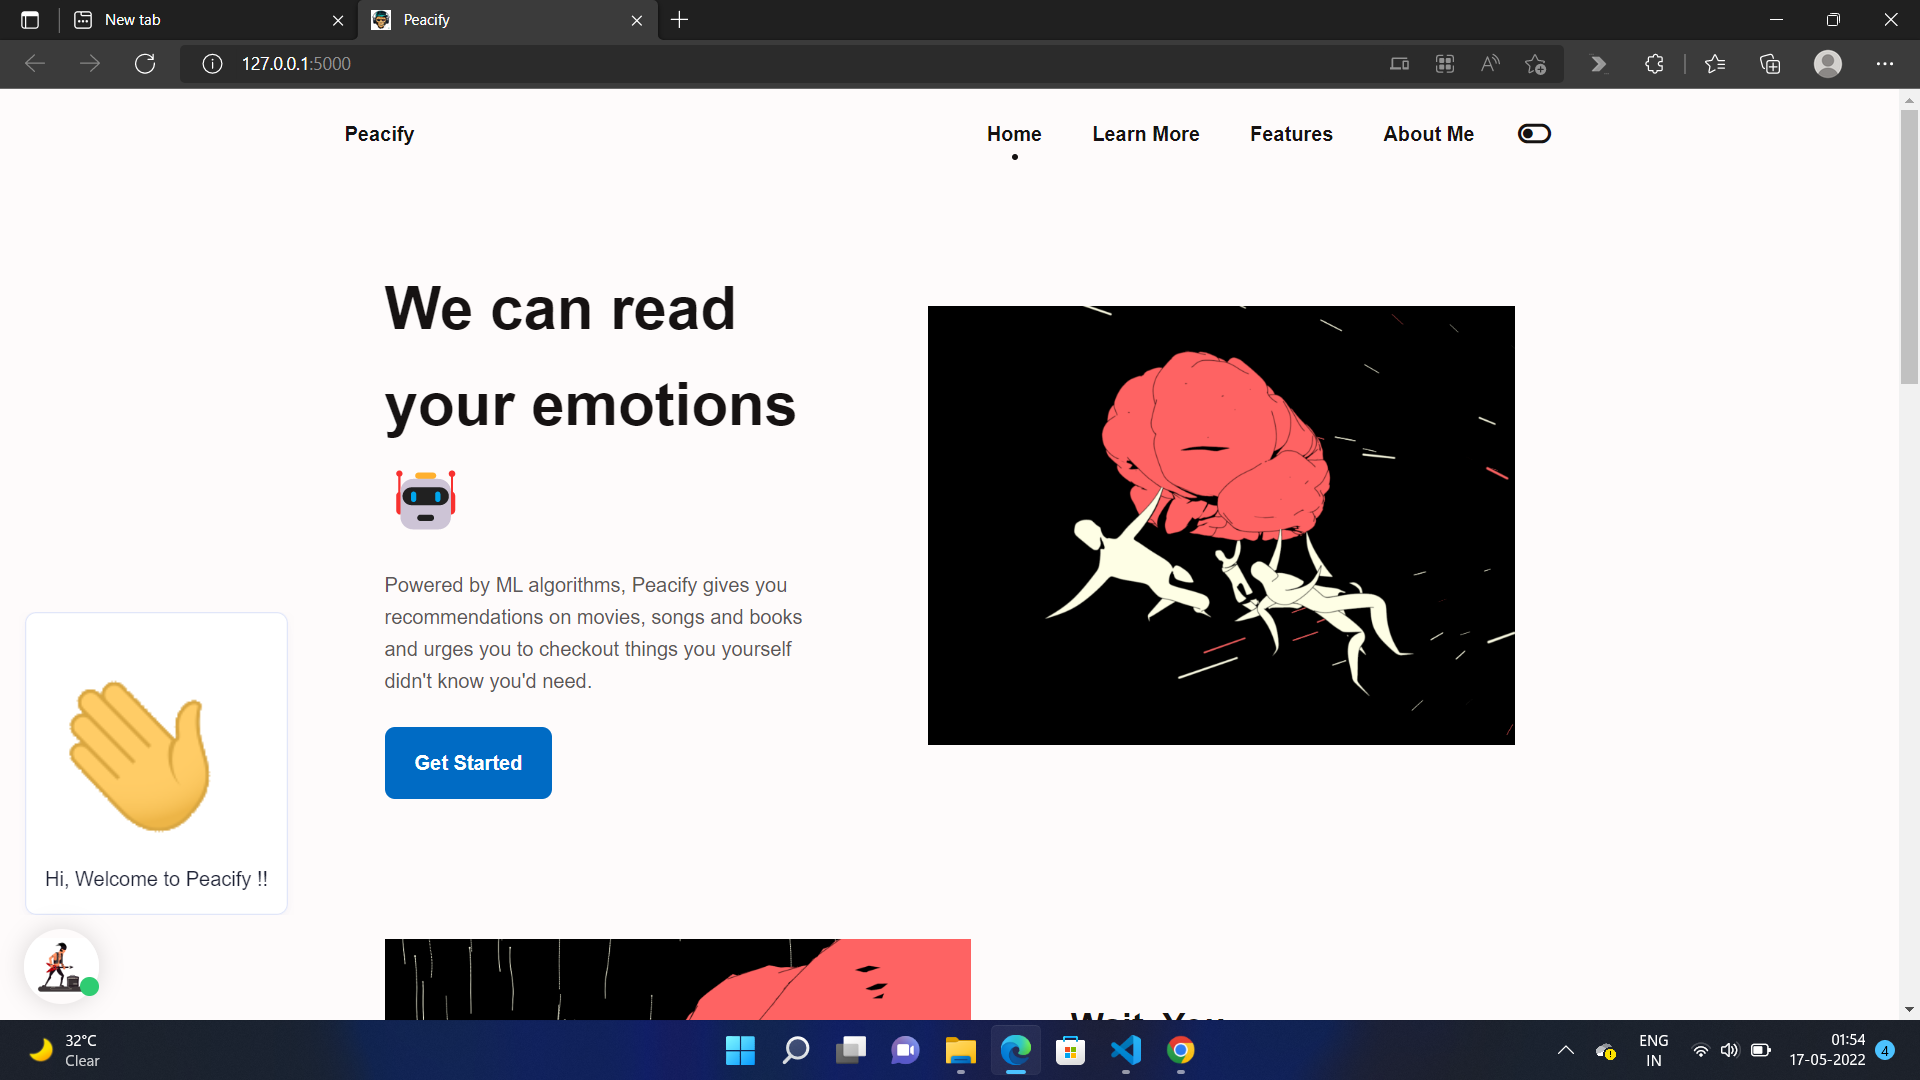 New tab
Peacify
127.0.0.1:5000
Peacify
Home
Learn More
Features
About Me
We can read
your emotions
Powered by ML algorithms, Peacify gives you
recommendations on movies, songs and books
and urges you to checkout things you yourself
didn't know you'd need.
Get Started
Hi, Welcome to Peacify !!
Wait, You
32°C
Clear
ENG
IN
01:54
17-05-2022
4